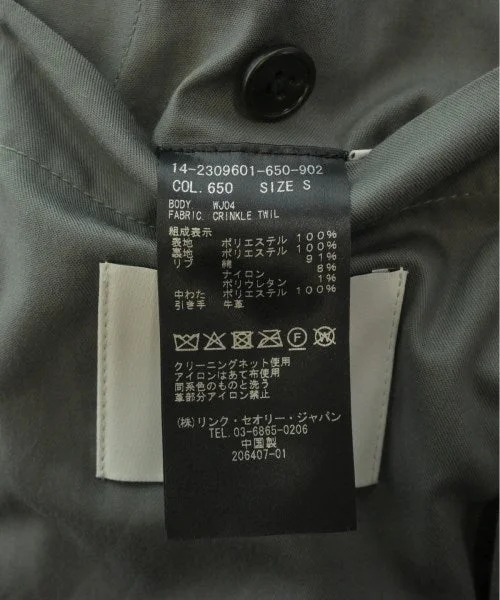 14-2309601-650-902
COL. 650 SIZE S
BODY. WJ04
FABRIC. CRINKLE TWIL
組成表示
表地 ポリエステル 100%
裏地 ポリエステル 100%
リブ 綿 91%
ナイロン 8%
ポリウレタン 1%
中わた ポリエステル 100%
引き手 牛革
クリーニングネット使用
アイロンはあて布使用
同系色のものと洗う
革部分アイロン禁止
(株)リンク・セオリー・ジャパン
TEL. 03-6865-0206
中国製
206407-01